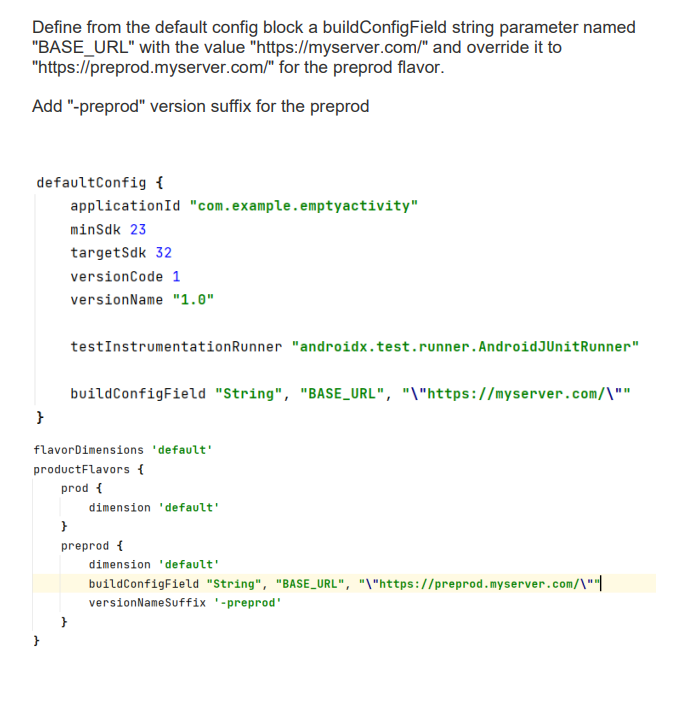 Define from the default config block a buildConfigField string parameter named
"BASE_URL" with the value "https://myserver.com/" and override it to
"https://preprod.myserver.com/" for the preprod flavor.
Add "-preprod" version suffix for the preprod
defaultConfig {
applicationId "com.example.emptyactivity"
minSdk 23
targetSdk 32
versionCode 1
versionName "1.0"
testInstrumentationRunner "androidx.test.runner.AndroidJUnitRunner"
buildConfigField "String", "BASE_URL", "\"https://myserver.com/\""
}
flavorDimensions 'default'
productFlavors {
prod {
dimension 'default'
}
preprod {
dimension 'default'
buildConfigField "String", "BASE_URL", "\"https://preprod.myserver.com/\""
versionNameSuffix '-preprod'
}
}